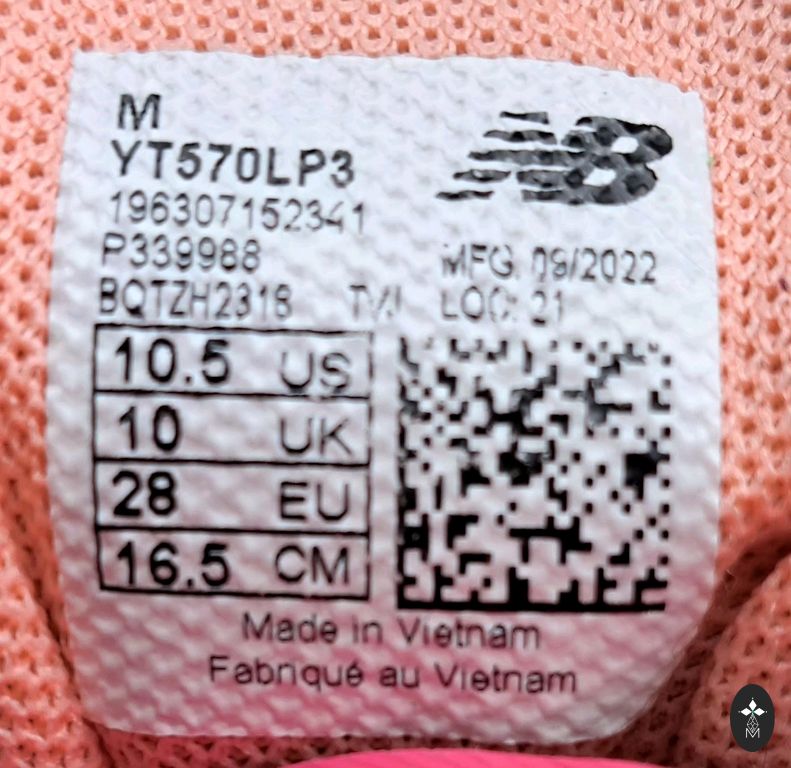 M
YT570LP3
NB
196307152341
P339988
BQTZH2318
MFG. 09/2022
LOC: 21
10.5 US
10 UK
28 EU
16.5 CM
Made in Vietnam
Fabriqué au Vietnam
M